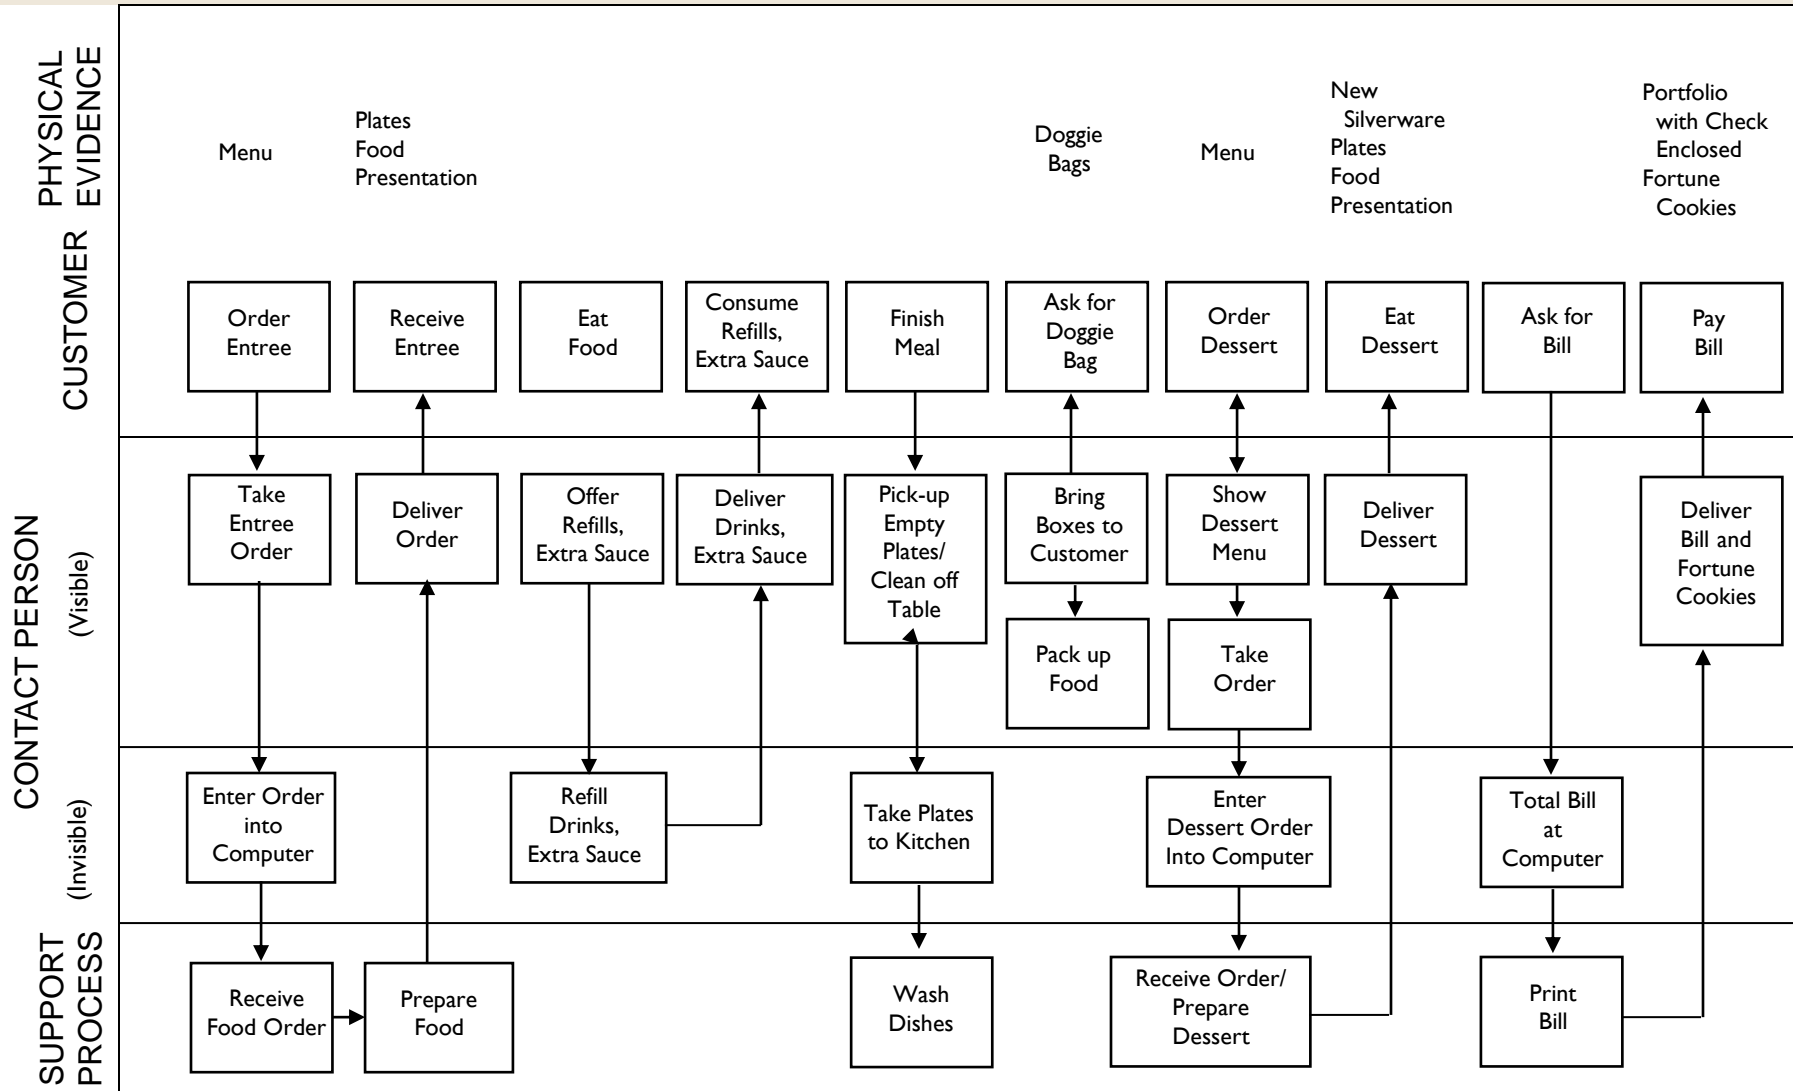 PHYSICAL
EVIDENCE
Menu
Plates
Food
Presentation
Doggie
Bags
Menu
New
Silverware
Plates
Food
Presentation
Portfolio
with Check
Enclosed
Fortune
Cookies
CUSTOMER
Order
Entree
Receive
Entree
Eat
Food
Consume
Refills,
Extra Sauce
Finish
Meal
Ask for
Doggie
Bag
Order
Dessert
Eat
Dessert
Ask for
Bill
Pay
Bill
CONTACT PERSON
(Visible)
Take
Entree
Order
Deliver
Order
Offer
Refills,
Extra Sauce
Deliver
Drinks,
Extra Sauce
Pick-up
Empty
Plates/
Clean off
Table
Bring
Boxes to
Customer
Show
Dessert
Menu
Deliver
Dessert
Deliver
Bill and
Fortune
Cookies
Pack up
Food
Take
Order
(Invisible)
Enter Order
into
Computer
Refill
Drinks,
Extra Sauce
Take Plates
to Kitchen
Enter
Dessert Order
Into Computer
Total Bill
at
Computer
SUPPORT
PROCESS
Receive
Food Order
Prepare
Food
Wash
Dishes
Receive Order/
Prepare
Dessert
Print
Bill